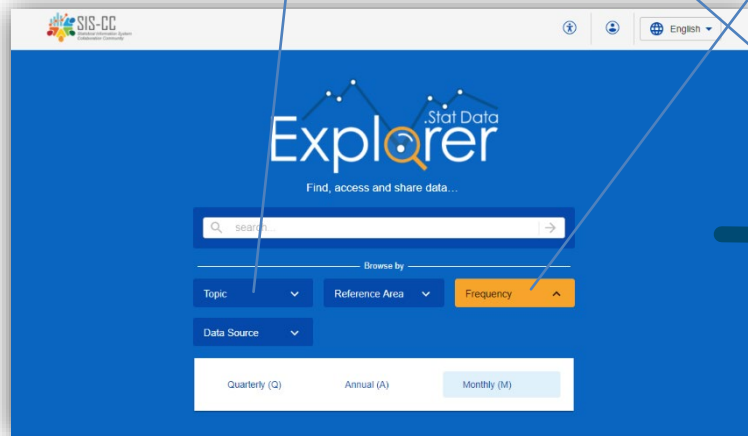 SIS-CC
Statistical Information System
Collaboration Community
English
.Stat Data
Explorer
Find, access and share data...
search...
Browse by
Topic
Reference Area
Frequency
Data Source
Quarterly (Q)
Annual (A)
Monthly (M)